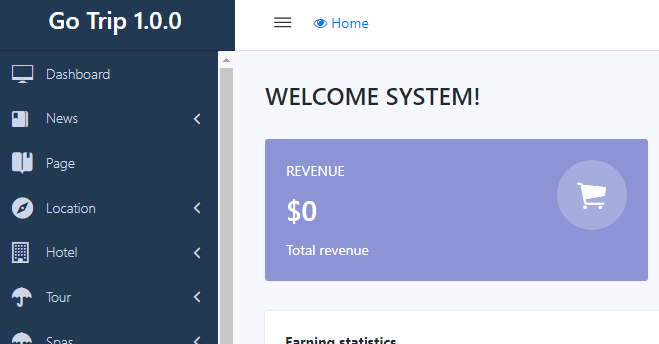 Go Trip 1.0.0
Home
Dashboard
News
Page
Location
Hotel
Tour
Spas
WELCOME SYSTEM!
REVENUE
$0
Total revenue
Earning statistics